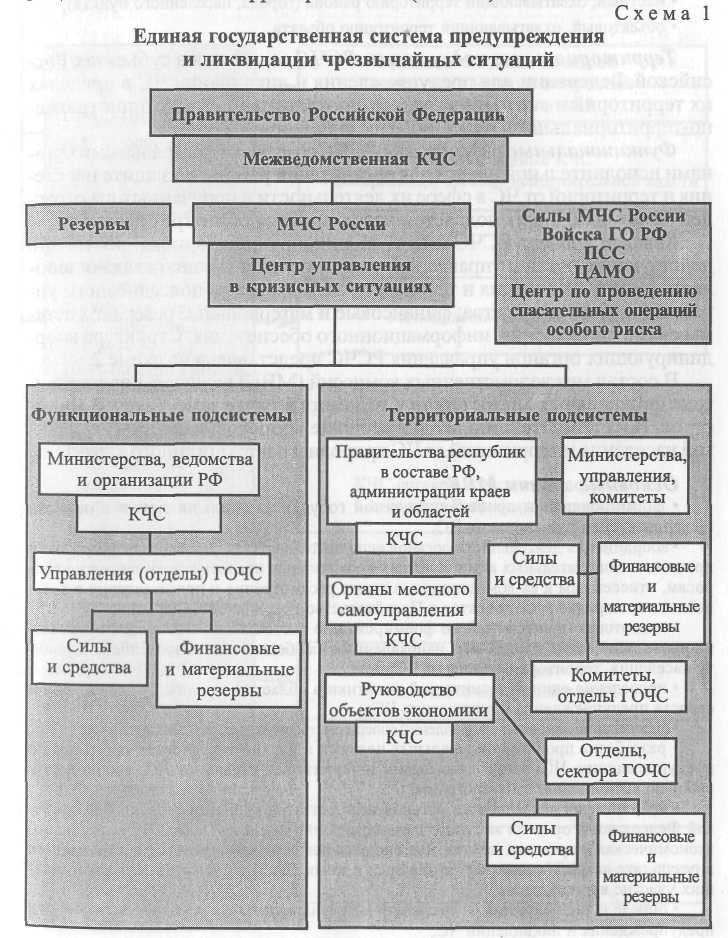 Схема 1
Единая государственная система предупреждения
и ликвидации чрезвычайных ситуаций
Правительство Российской Федерации
Межведомственная КЧС
Резервы
МЧС России
Центр управления
в кризисных ситуациях
Силы МЧС России
Войска ГО РФ
ПСС
ЦАМО
Центр по проведению
спасательных операций
особого риска
Функциональные подсистемы
Министерства, ведомства
и организации РФ
КЧС
Управления (отделы) ГОЧС
Силы
и средства
Финансовые
и материальные
резервы
Территориальные подсистемы
Правительства республик
в составе РФ,
администрации краев
и областей
КЧС
Министерства,
управления,
комитеты
Силы
и средства
Финансовые
и
материальные
резервы
Органы местного
самоуправления
КЧС
Комитеты,
отделы ГОЧС
Руководство
объектов экономики
КЧС
Отделы,
сектора ГОЧС
Силы
и средства
Финансовые
и
материальные
резервы